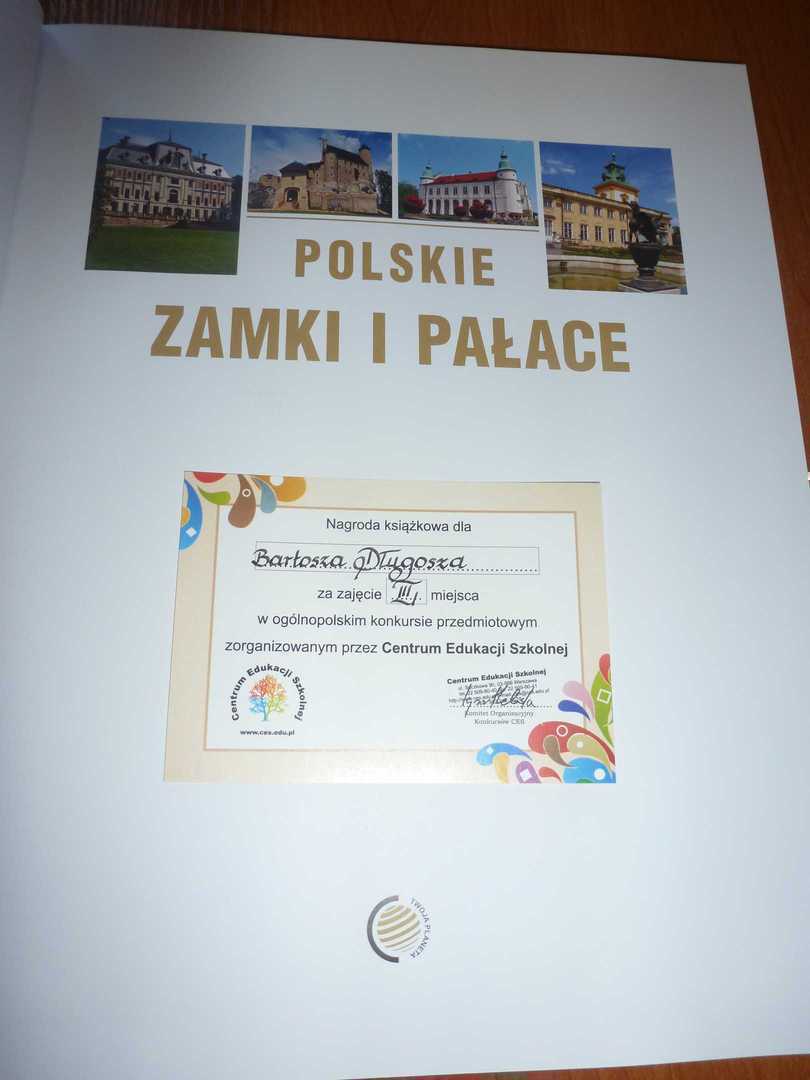 POLSKIE
ZAMKI I PAŁACE
Nagroda książkowa dla
Bartosza Długosza
za zajęcie III miejsca
w ogólnopolskim konkursie przedmiotowym
zorganizowanym przez Centrum Edukacji Szkolnej
Centrum Edukacji Szkolnej
www.ces.edu.pl
Centrum Edukacji Szkolnej
Warszawa
Komitet Organizacyjny
Konkursów CES
TWOJA PLANETA